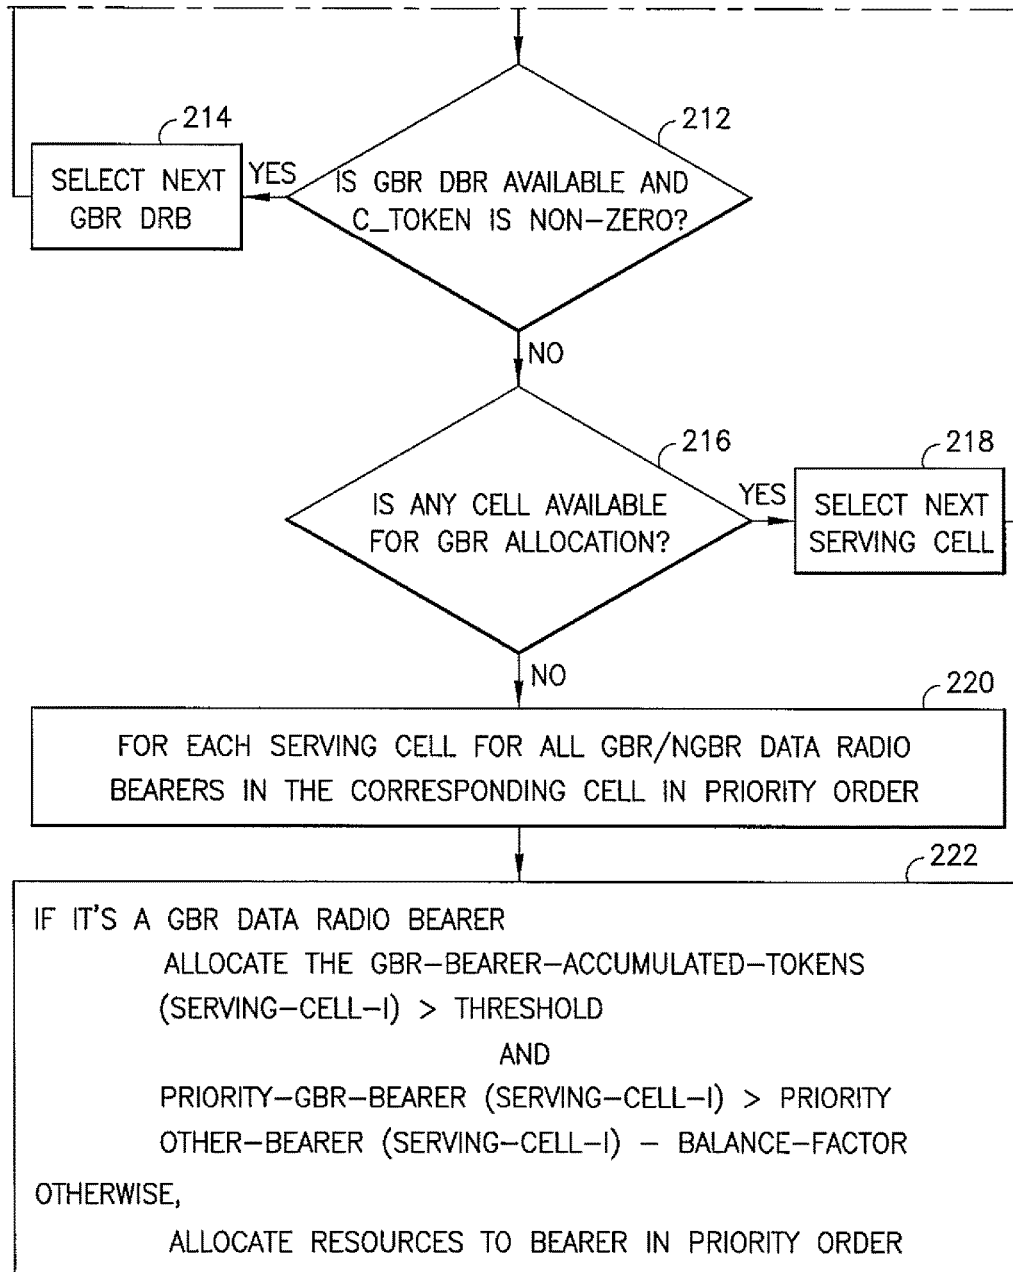 214
212
SELECT NEXT
GBR DRB
YES
IS GBR DBR AVAILABLE AND
C_TOKEN IS NON-ZERO?
NO
216
218
IS ANY CELL AVAILABLE
FOR GBR ALLOCATION?
YES
SELECT NEXT
SERVING CELL
NO
220
FOR EACH SERVING CELL FOR ALL GBR/NGBR DATA RADIO
BEARERS IN THE CORRESPONDING CELL IN PRIORITY ORDER
222
IF IT'S A GBR DATA RADIO BEARER
ALLOCATE THE GBR-BEARER-ACCUMULATED-TOKENS
(SERVING-CELL-I) > THRESHOLD
AND
PRIORITY-GBR-BEARER (SERVING-CELL-I) > PRIORITY
OTHER-BEARER (SERVING-CELL-I) - BALANCE-FACTOR
OTHERWISE,
ALLOCATE RESOURCES TO BEARER IN PRIORITY ORDER